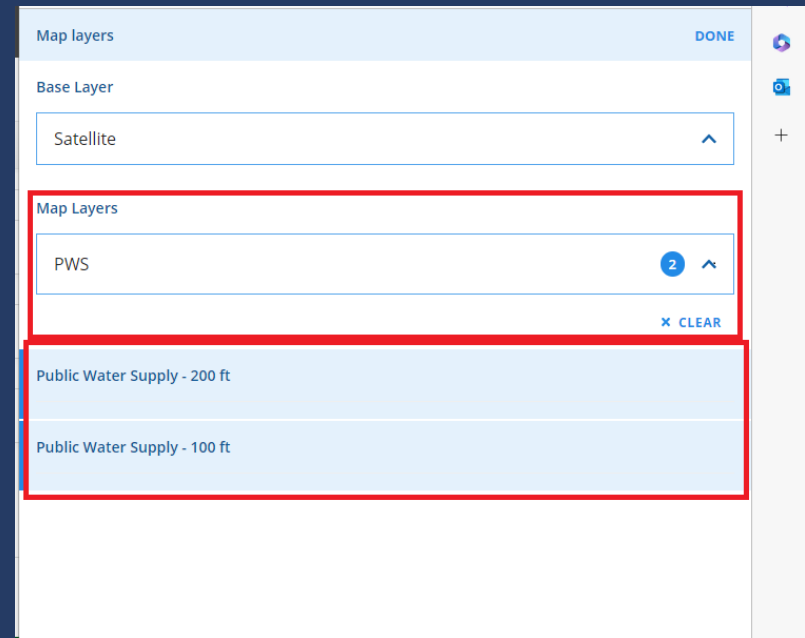 Map layers DONE
Base Layer
Satellite
Map Layers
PWS 2
× CLEAR
Public Water Supply - 200 ft
Public Water Supply - 100 ft